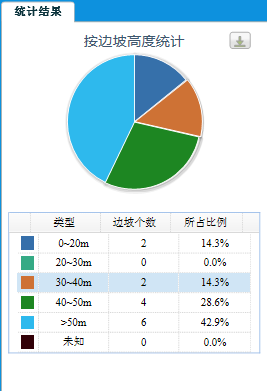 统计结果
按边坡高度统计
类型 边坡个数 所占比例
0~20m 2 14.3%
20~30m 0 0.0%
30~40m 2 14.3%
40~50m 4 28.6%
>50m 6 42.9%
未知 0 0.0%